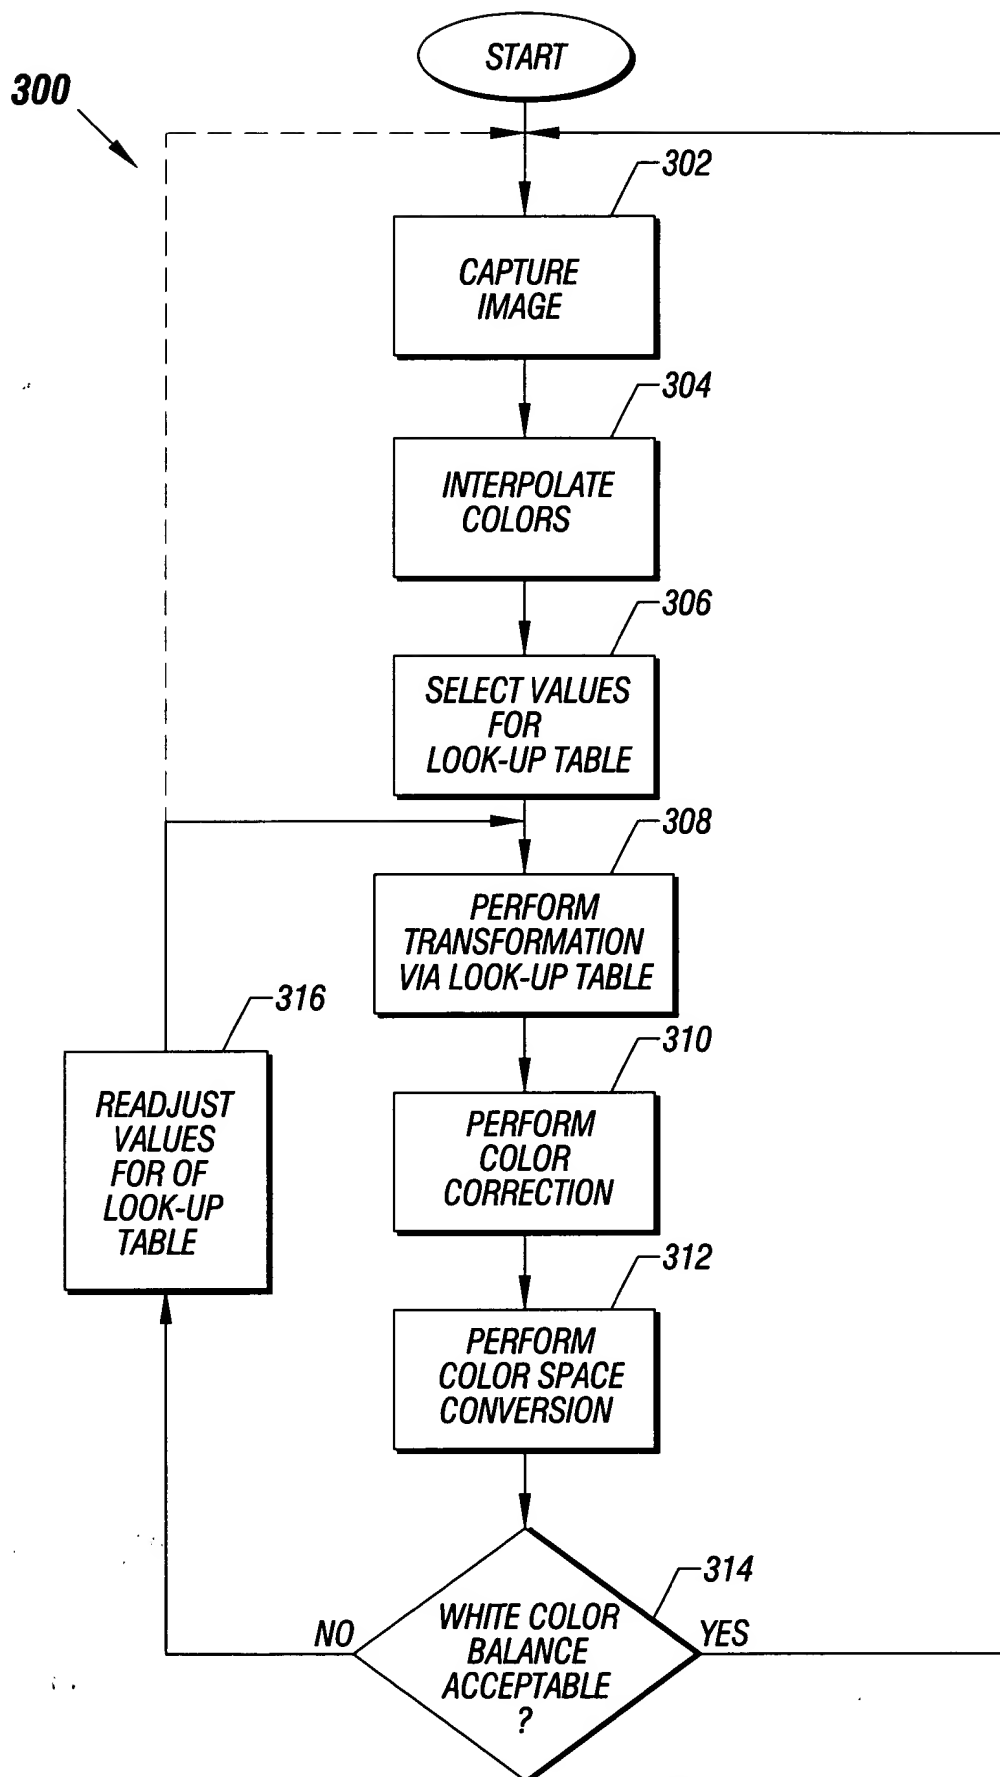 START
300
302
CAPTURE
IMAGE
304
INTERPOLATE
COLORS
306
SELECT VALUES
FOR
LOOK-UP TABLE
308
PERFORM
TRANSFORMATION
VIA LOOK-UP TABLE
316
READJUST
VALUES
FOR OF
LOOK-UP
TABLE
310
PERFORM
COLOR
CORRECTION
312
PERFORM
COLOR SPACE
CONVERSION
314
NO
WHITE COLOR
BALANCE
ACCEPTABLE
?
YES